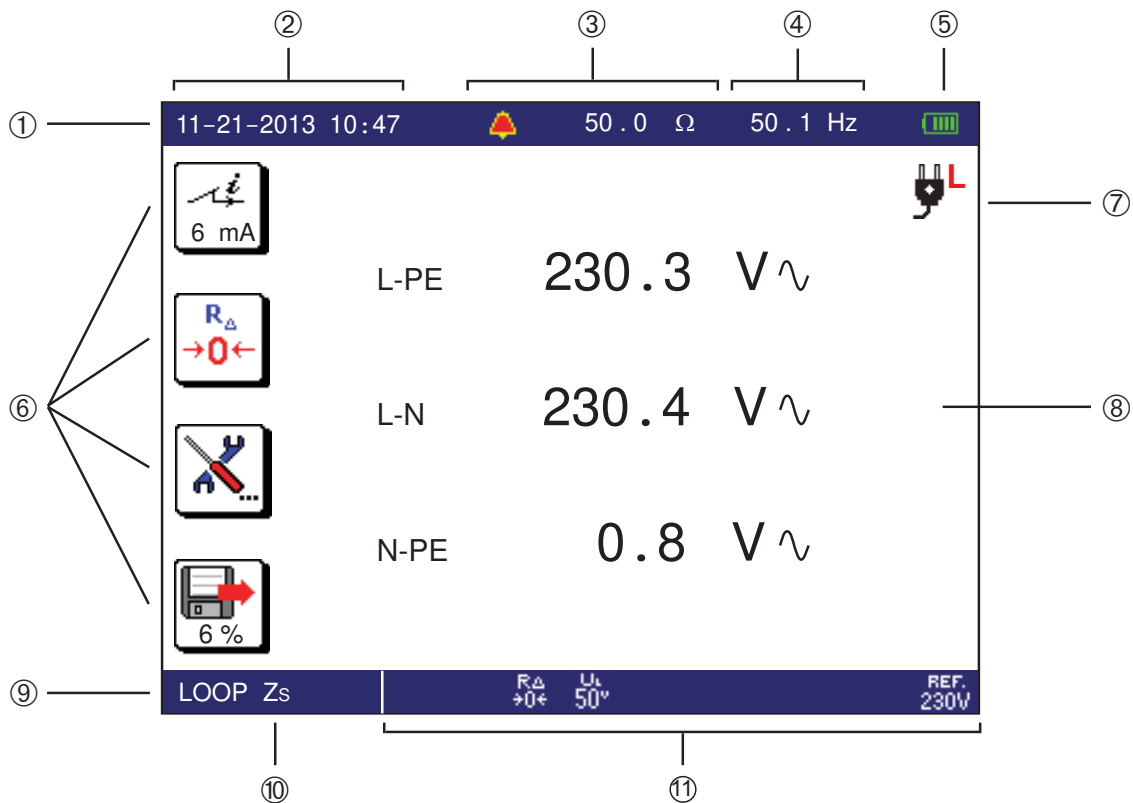 ② ③ ④ ⑤
① 11-21-2013 10:47 50.0 Ω 50.1 Hz
i
6 mA
L
⑦
L-PE 230.3 V
RΔ
→0←
⑥ L-N 230.4 V ⑧
...
N-PE 0.8 V
6 %
⑨ LOOP Zs RΔ UL REF.
→0← 50V 230V
⑩ ⑪